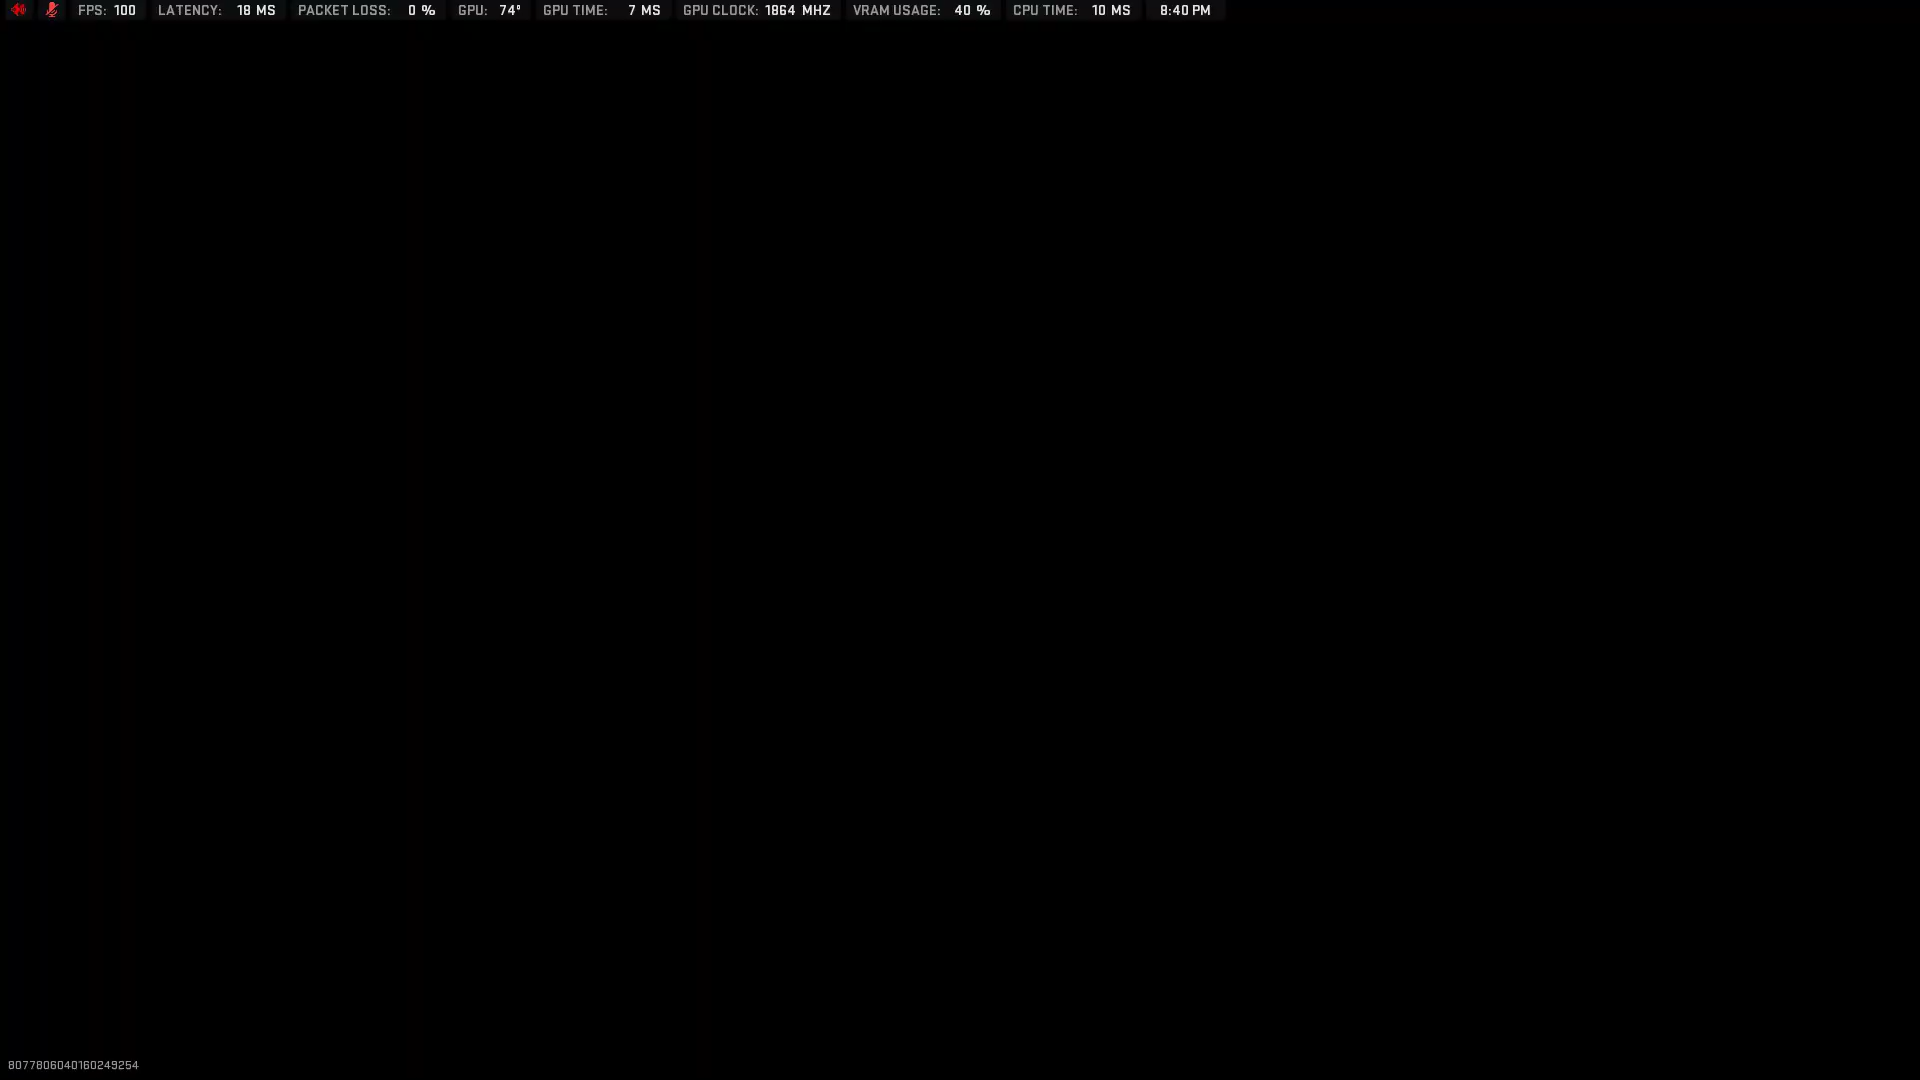 FPS: 100 LATENCY: 18 MS PACKET LOSS: 0 % GPU: 74° GPU TIME: 7 MS GPU CLOCK: 1864 MHZ VRAM USAGE: 40 % CPU TIME: 10 MS 8:40 PM
8077806040160249254